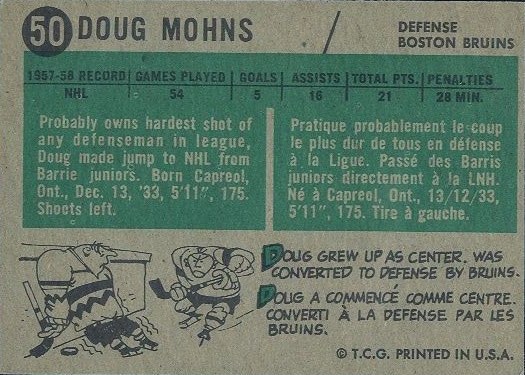 50 DOUG MOHNS
DEFENSE
BOSTON BRUINS
1957-58 RECORD GAMES PLAYED GOALS ASSISTS TOTAL PTS. PENALTIES
NHL 54 5 16 21 28 MIN.
Probably owns hardest shot of
any defenseman in league,
Doug made jump to NHL from
Barrie juniors. Born Capreol,
Ont., Dec. 13, '33, 5'11", 175.
Shoots left.
Pratique probablement le coup
le plus dur de tous en défense
à la Ligue. Passé des Barris
juniors directement à la LNH.
Né à Capreol, Ont., 13/12/33,
5'11", 175. Tire à gauche.
DOUG GREW UP AS CENTER. WAS
CONVERTED TO DEFENSE BY BRUINS.
DOUG A COMMENCÉ COMME CENTRE.
CONVERTI À LA DEFENSE PAR LES
BRUINS.
© T.C.G. PRINTED IN U.S.A.